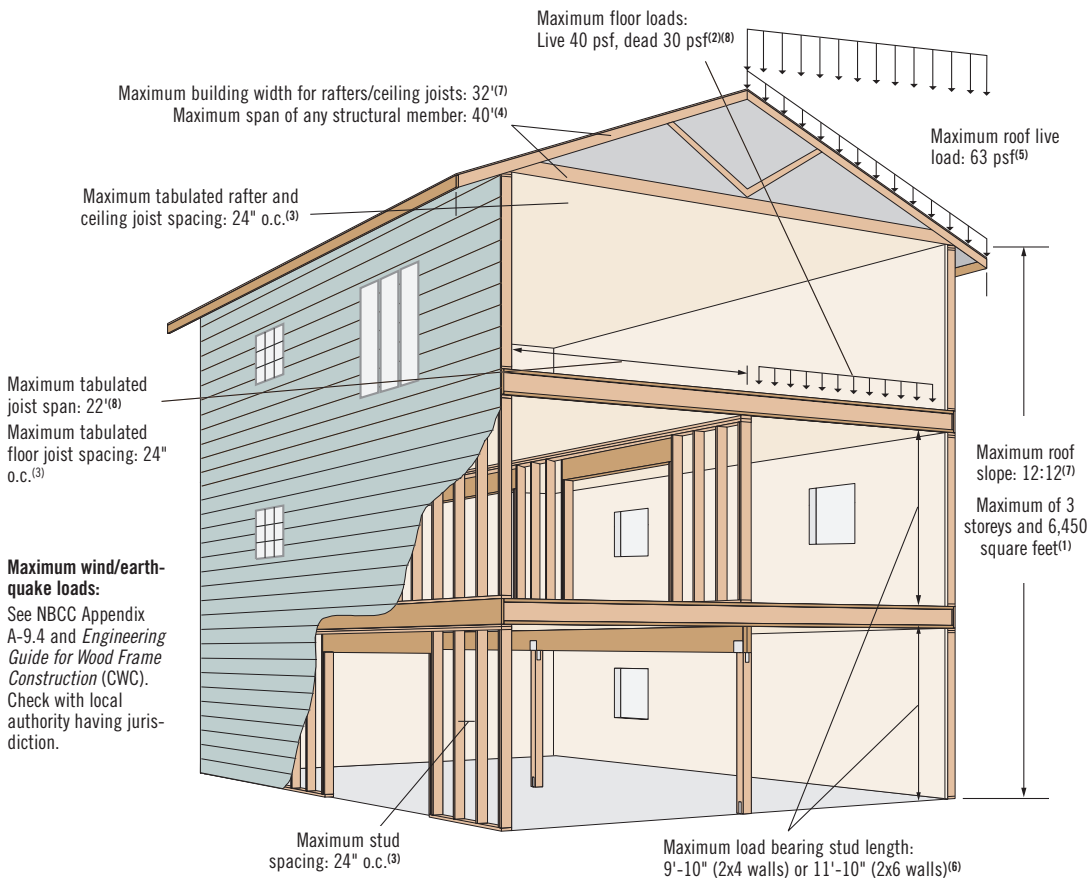 Maximum floor loads:
Live 40 psf, dead 30 psf(2)(8)
Maximum building width for rafters/ceiling joists: 32'(7)
Maximum span of any structural member: 40'(4)
Maximum roof live
load: 63 psf(5)
Maximum tabulated rafter and
ceiling joist spacing: 24" o.c.(3)
Maximum tabulated
joist span: 22'(8)
Maximum tabulated
floor joist spacing: 24"
o.c.(3)
Maximum roof
slope: 12:12(7)
Maximum of 3
storeys and 6,450
square feet(1)
Maximum wind/earth-
quake loads:
See NBCC Appendix
A-9.4 and Engineering
Guide for Wood Frame
Construction (CWC).
Check with local
authority having juris-
diction.
Maximum stud
spacing: 24" o.c.(3)
Maximum load bearing stud length:
9'-10" (2x4 walls) or 11'-10" (2x6 walls)(6)